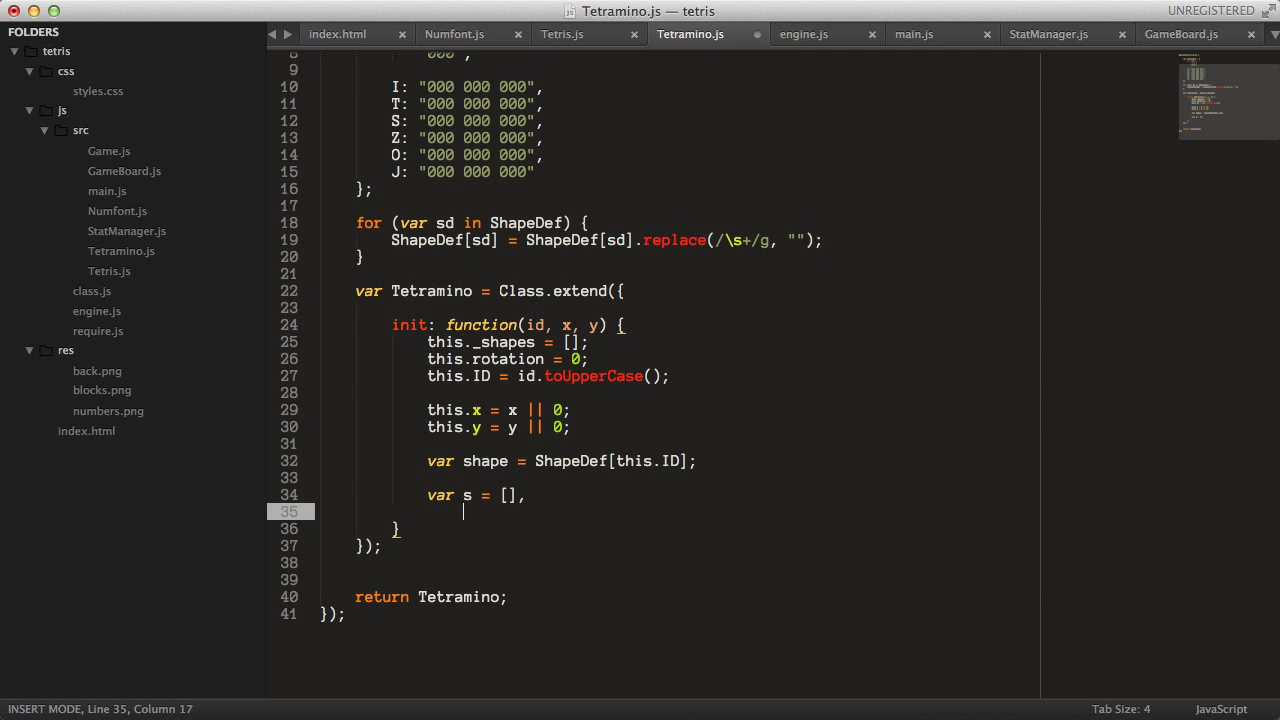 Tetramino.js — tetris
UNREGISTERED
FOLDERS
tetris
css
styles.css
js
src
Game.js
GameBoard.js
main.js
Numfont.js
StatManager.js
Tetramino.js
Tetris.js
class.js
engine.js
require.js
res
back.png
blocks.png
numbers.png
index.html
index.html
Numfont.js
Tetris.js
Tetramino.js
engine.js
main.js
StatManager.js
GameBoard.js
8 000",
9
10 I: "000 000 000",
11 T: "000 000 000",
12 S: "000 000 000",
13 Z: "000 000 000",
14 O: "000 000 000",
15 J: "000 000 000"
16 };
17
18 for (var sd in ShapeDef) {
19 ShapeDef[sd] = ShapeDef[sd].replace(/\s+/g, "");
20 }
21
22 var Tetramino = Class.extend({
23
24 init: function(id, x, y) {
25 this._shapes = [];
26 this.rotation = 0;
27 this.ID = id.toUpperCase();
28
29 this.x = x || 0;
30 this.y = y || 0;
31
32 var shape = ShapeDef[this.ID];
33
34 var s = [],
35
36 }
37 });
38
39
40 return Tetramino;
41 });
INSERT MODE, Line 35, Column 17
Tab Size: 4
JavaScript